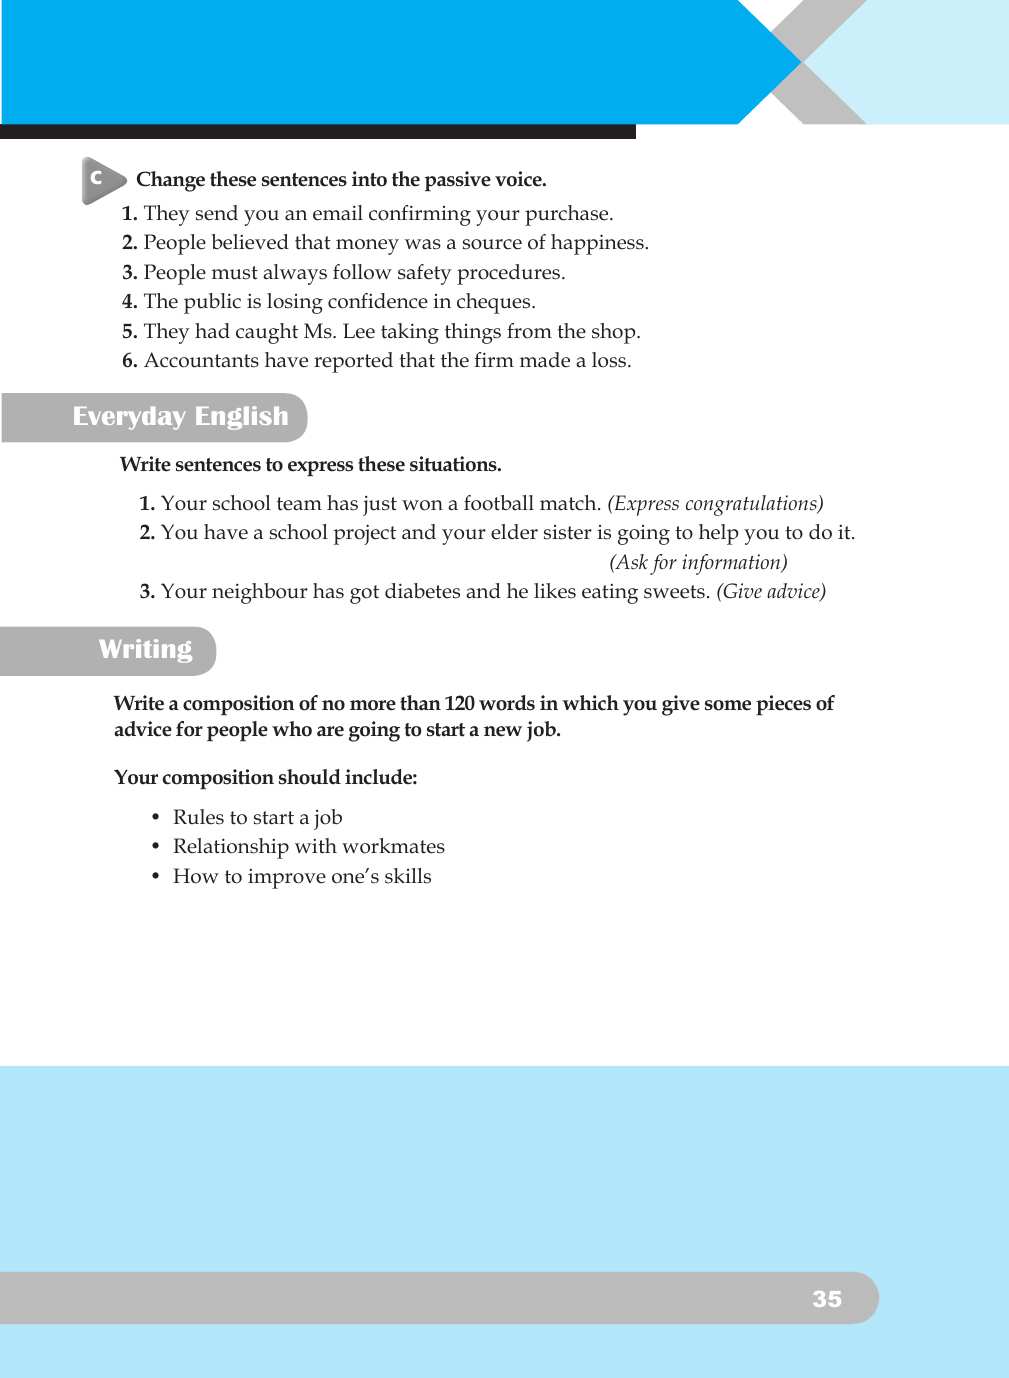 C Change these sentences into the passive voice.
1. They send you an email confirming your purchase.
2. People believed that money was a source of happiness.
3. People must always follow safety procedures.
4. The public is losing confidence in cheques.
5. They had caught Ms. Lee taking things from the shop.
6. Accountants have reported that the firm made a loss.
Everyday English
Write sentences to express these situations.
1. Your school team has just won a football match. (Express congratulations)
2. You have a school project and your elder sister is going to help you to do it.
(Ask for information)
3. Your neighbour has got diabetes and he likes eating sweets. (Give advice)
Writing
Write a composition of no more than 120 words in which you give some pieces of
advice for people who are going to start a new job.
Your composition should include:
• Rules to start a job
• Relationship with workmates
• How to improve one’s skills
35